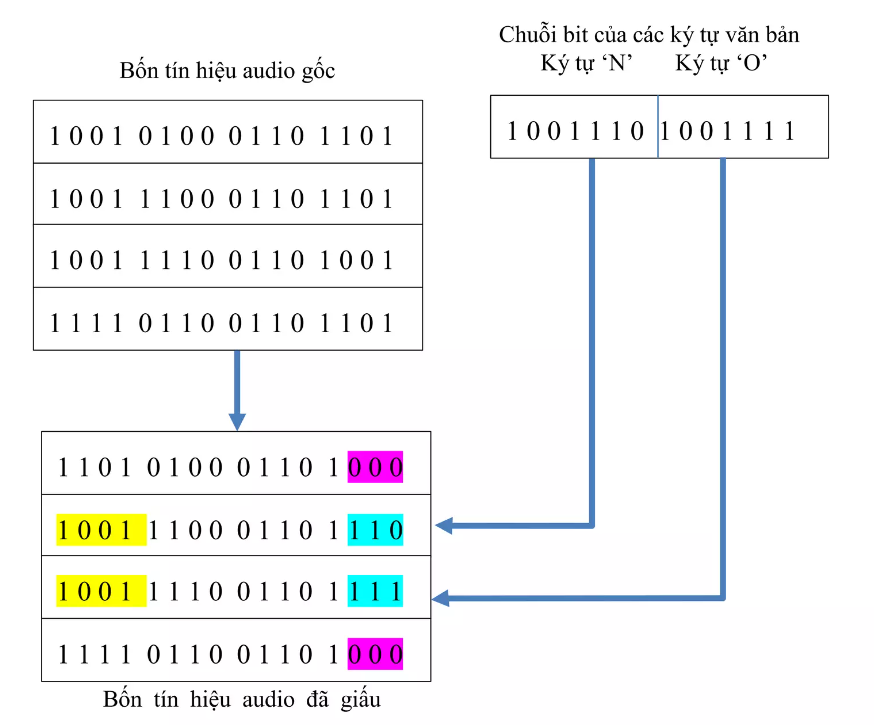 Bốn tín hiệu audio gốc
1 0 0 1 0 1 0 0 0 1 1 0 1 1 0 1
1 0 0 1 1 1 0 0 0 1 1 0 1 1 0 1
1 0 0 1 1 1 1 0 0 1 1 0 1 0 0 1
1 1 1 1 0 1 1 0 0 1 1 0 1 1 0 1
Chuỗi bit của các ký tự văn bản
Ký tự ‘N’ Ký tự ‘O’
1 0 0 1 1 1 0 1 0 0 1 1 1 1
1 1 0 1 0 1 0 0 0 1 1 0 1 0 0 0
1 0 0 1 1 1 0 0 0 1 1 0 1 1 1 0
1 0 0 1 1 1 1 0 0 1 1 0 1 1 1 1
1 1 1 1 0 1 1 0 0 1 1 0 1 0 0 0
Bốn tín hiệu audio đã giấu